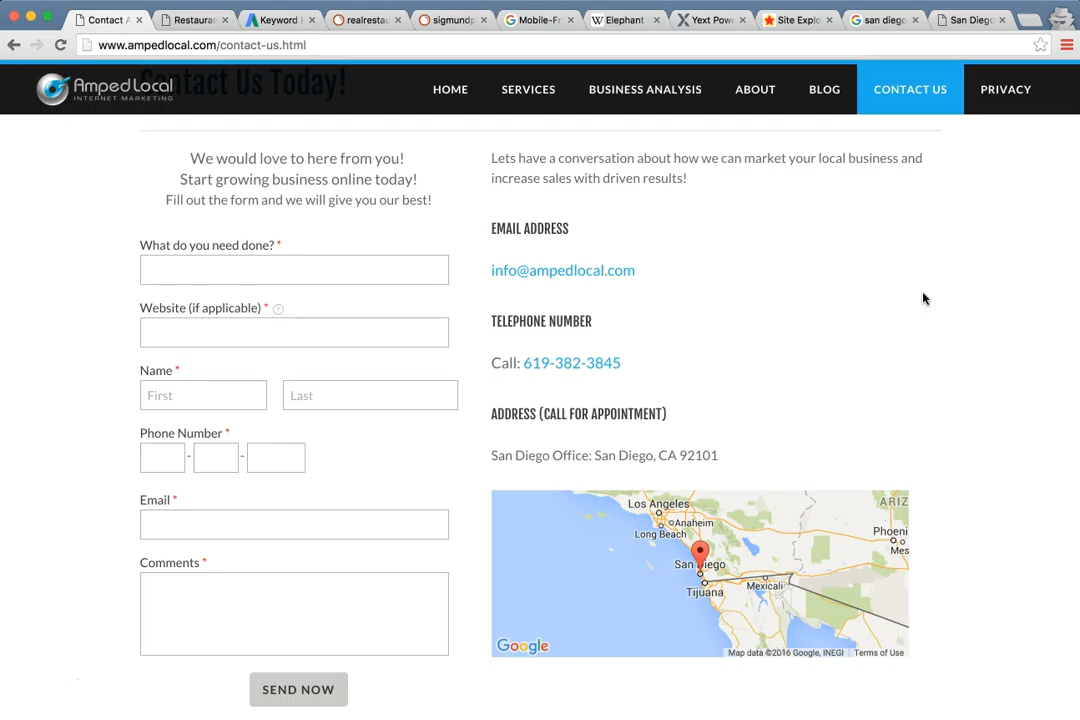 Contact
Restaurar
Keyword
realrestau
sigmundp
Mobile-Fr
Elephant
Yext Pow
Site Explo
san diego
San Diego
www.ampedlocal.com/contact-us.html
Contact Us Today!
Amped Local
INTERNET MARKETING
HOME
SERVICES
BUSINESS ANALYSIS
ABOUT
BLOG
CONTACT US
PRIVACY
We would love to here from you!
Start growing business online today!
Fill out the form and we will give you our best!
What do you need done? *
Website (if applicable) * ?
Name *
First
Last
Phone Number *
- -
Email *
Comments *
SEND NOW
Lets have a conversation about how we can market your local business and
increase sales with driven results!
EMAIL ADDRESS
info@ampedlocal.com
TELEPHONE NUMBER
Call: 619-382-3845
ADDRESS (CALL FOR APPOINTMENT)
San Diego Office: San Diego, CA 92101
Los Angeles
Anaheim
Long Beach
San Diego
Tijuana
Mexicali
ARIZ
Phoeni
Mes
Google
Map data ©2016 Google, INEGI
Terms of Use